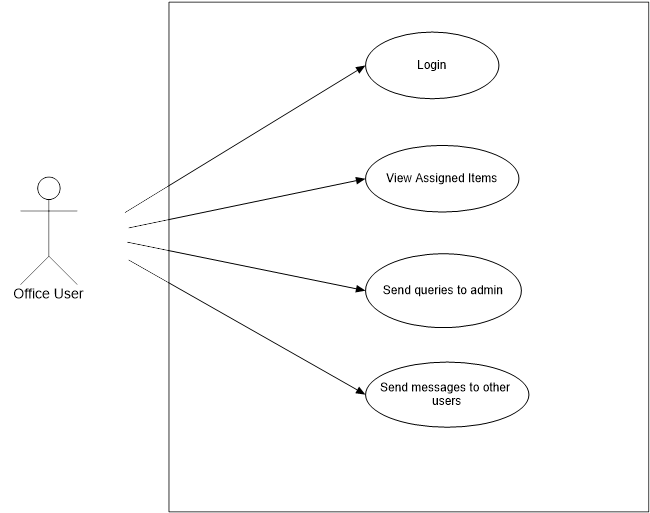 Login
View Assigned Items
Office User
Send queries to admin
Send messages to other
users